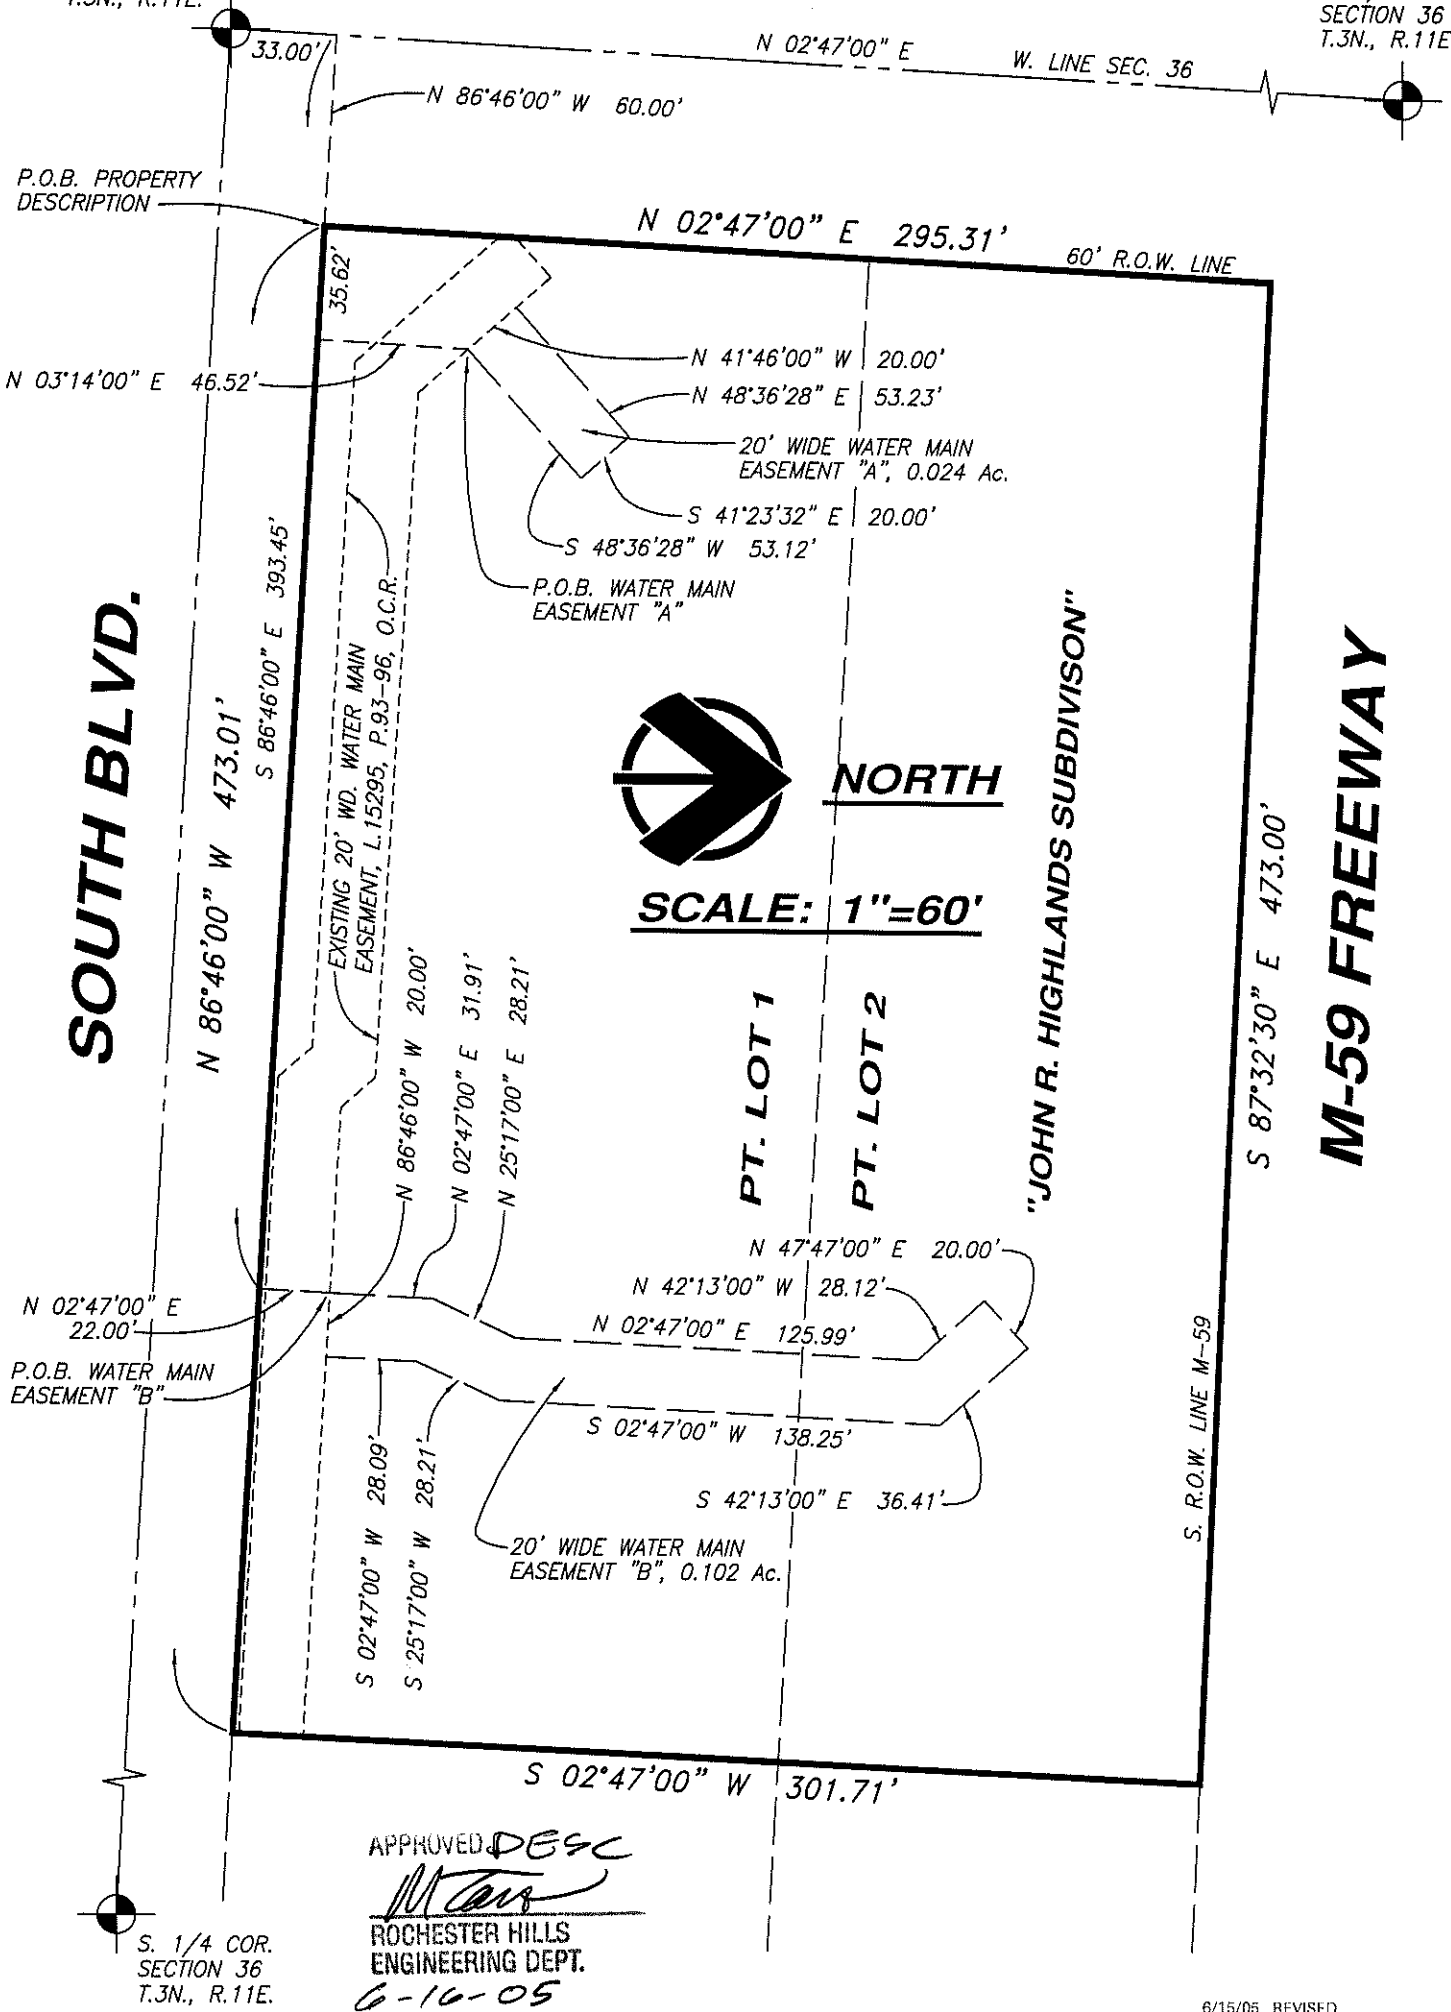 T.3N., R.11E.
SECTION 36
T.3N., R.11E
33.00'
N 02°47'00" E
W. LINE SEC. 36
N 86°46'00" W 60.00'
P.O.B. PROPERTY
DESCRIPTION
N 02°47'00" E 295.31'
60' R.O.W. LINE
35.62'
N 03°14'00" E 46.52'
N 41°46'00" W 20.00'
N 48°36'28" E 53.23'
20' WIDE WATER MAIN
EASEMENT "A", 0.024 Ac.
S 41°23'32" E 20.00'
S 48°36'28" W 53.12'
P.O.B. WATER MAIN
EASEMENT "A"
SOUTH BLVD.
N 86°46'00" W 473.01'
S 86°46'00" E 393.45'
EXISTING 20' WD. WATER MAIN
EASEMENT, L.15295, P.93-96, O.C.R.
NORTH
SCALE: 1"=60'
"JOHN R. HIGHLANDS SUBDIVISON"
S 87°32'30" E 473.00'
M-59 FREEWAY
PT. LOT 1
PT. LOT 2
N 86°46'00" W 20.00'
N 02°47'00" E 31.91'
N 25°17'00" E 28.21'
N 47°47'00" E 20.00'
N 42°13'00" W 28.12'
N 02°47'00" E 125.99'
N 02°47'00" E
22.00'
P.O.B. WATER MAIN
EASEMENT "B"
S 02°47'00" W 138.25'
S 42°13'00" E 36.41'
S 02°47'00" W 28.09'
S 25°17'00" W 28.21'
20' WIDE WATER MAIN
EASEMENT "B", 0.102 Ac.
S. R.O.W. LINE M-59
S 02°47'00" W 301.71'
APPROVED DESC
ROCHESTER HILLS
ENGINEERING DEPT.
6-16-05
S. 1/4 COR.
SECTION 36
T.3N., R.11E.
6/15/05 REVISED